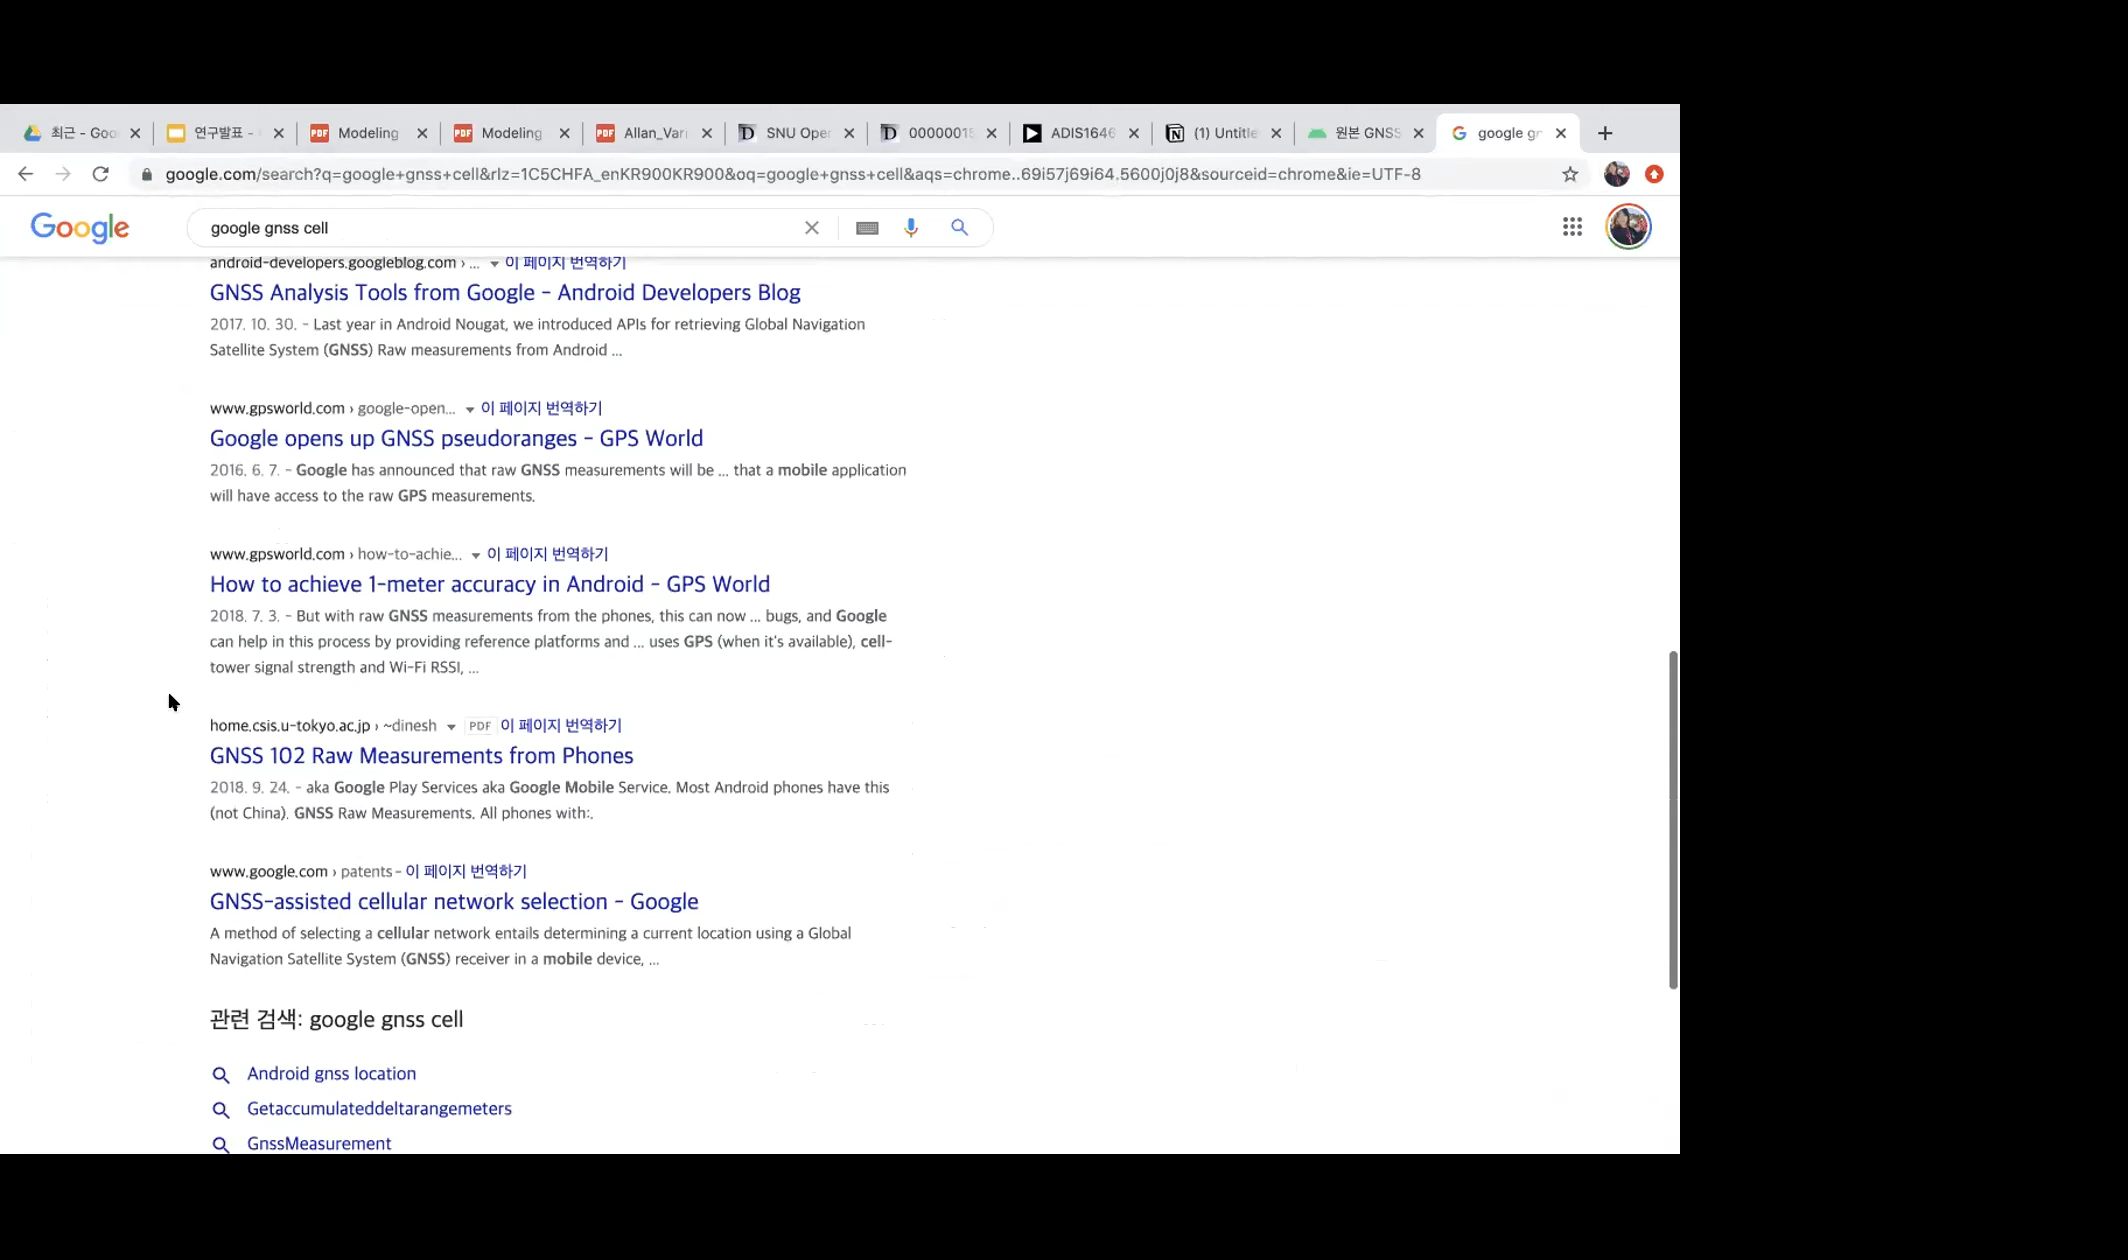 최근 - Goo
연구발표 -
Modeling
Modeling
Allan_Vari
SNU Open
00000015
ADIS1646
(1) Untitle
원본 GNSS
google gn
google.com/search?q=google+gnss+cell&rlz=1C5CHFA_enKR900KR900&oq=google+gnss+cell&aqs=chrome..69i57j69i64.5600j0j8&sourceid=chrome&ie=UTF-8
Google
google gnss cell
android-developers.googleblog.com › ... 이 페이지 번역하기
GNSS Analysis Tools from Google - Android Developers Blog
2017. 10. 30. - Last year in Android Nougat, we introduced APIs for retrieving Global Navigation
Satellite System (GNSS) Raw measurements from Android ...
www.gpsworld.com › google-open... 이 페이지 번역하기
Google opens up GNSS pseudoranges - GPS World
2016. 6. 7. - Google has announced that raw GNSS measurements will be ... that a mobile application
will have access to the raw GPS measurements.
www.gpsworld.com › how-to-achie... 이 페이지 번역하기
How to achieve 1-meter accuracy in Android - GPS World
2018. 7. 3. - But with raw GNSS measurements from the phones, this can now ... bugs, and Google
can help in this process by providing reference platforms and ... uses GPS (when it's available), cell-
tower signal strength and Wi-Fi RSSI, ...
home.csis.u-tokyo.ac.jp › ~dinesh PDF 이 페이지 번역하기
GNSS 102 Raw Measurements from Phones
2018. 9. 24. - aka Google Play Services aka Google Mobile Service. Most Android phones have this
(not China). GNSS Raw Measurements. All phones with:.
www.google.com › patents - 이 페이지 번역하기
GNSS-assisted cellular network selection - Google
A method of selecting a cellular network entails determining a current location using a Global
Navigation Satellite System (GNSS) receiver in a mobile device, ...
관련 검색: google gnss cell
Android gnss location
Getaccumulateddeltarangemeters
GnssMeasurement